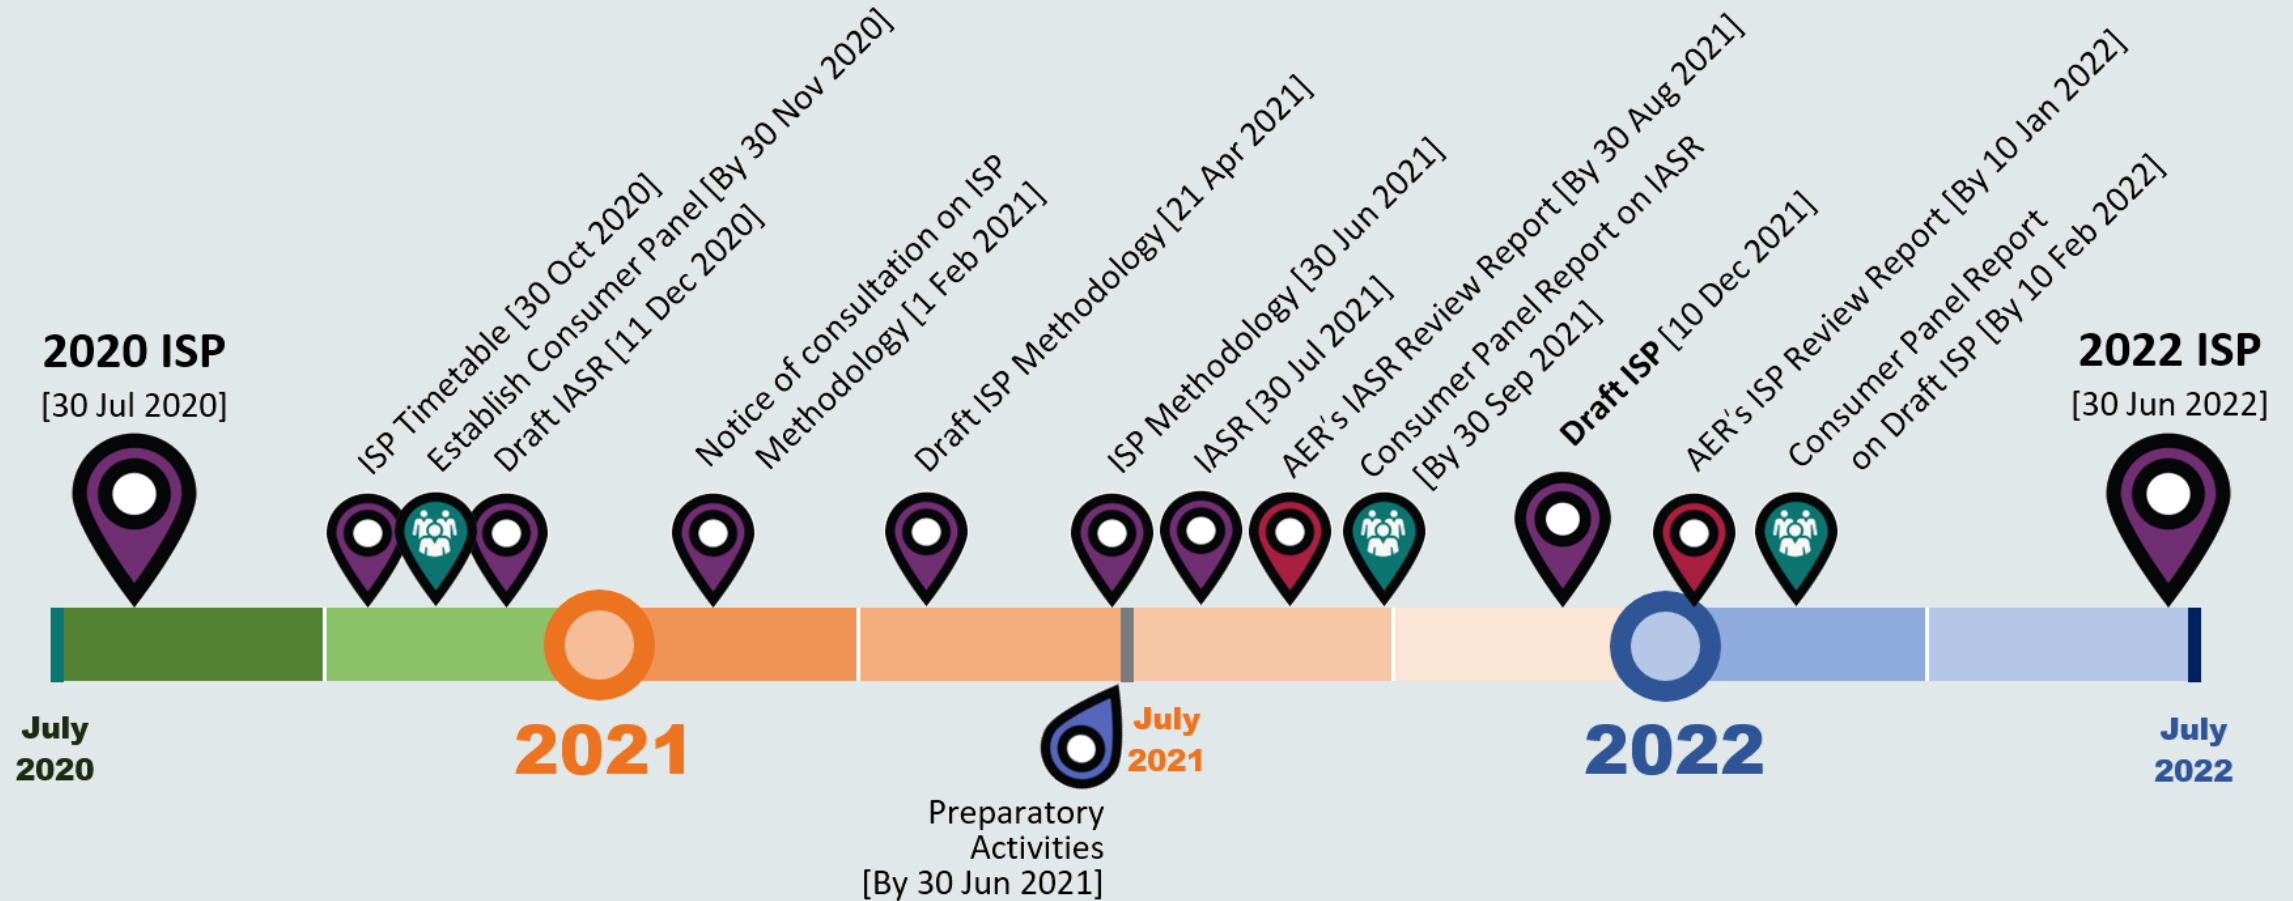 2020 ISP
[30 Jul 2020]
ISP Timetable [30 Oct 2020]
Establish Consumer Panel [By 30 Nov 2020]
Draft IASR [11 Dec 2020]
Notice of consultation on ISP
Methodology [1 Feb 2021]
Draft ISP Methodology [21 Apr 2021]
ISP Methodology [30 Jun 2021]
IASR [30 Jul 2021]
AER‘s IASR Review Report [By 30 Aug 2021]
Consumer Panel Report on IASR
[By 30 Sep 2021]
Draft ISP [10 Dec 2021]
AER‘s ISP Review Report [By 10 Jan 2022]
Consumer Panel Report
on Draft ISP [By 10 Feb 2022]
2022 ISP
[30 Jun 2022]
July
2020
2021
July
2021
2022
July
2022
Preparatory
Activities
[By 30 Jun 2021]